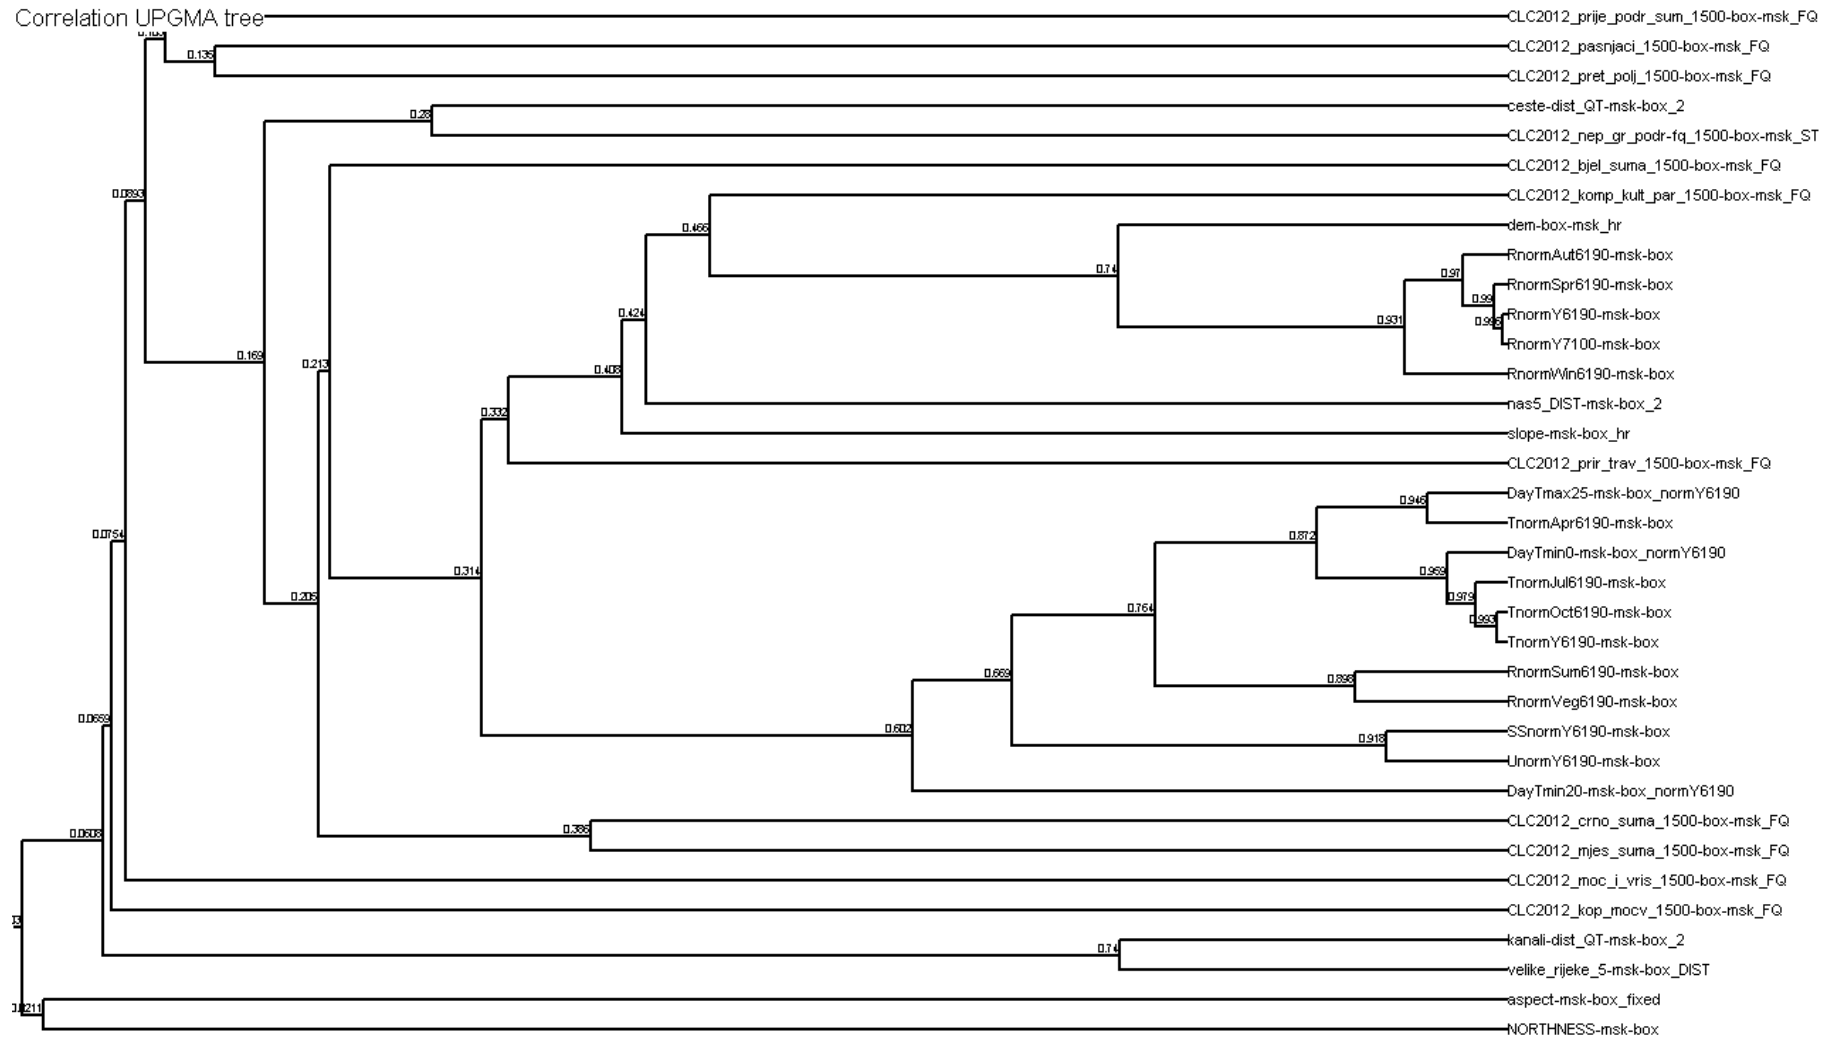 Correlation UPGMA tree
CLC2012_prije_podr_sum_1500-box-msk_FQ
CLC2012_pasnjaci_1500-box-msk_FQ
0.135
CLC2012_pret_polj_1500-box-msk_FQ
ceste-dist_QT-msk-box_2
0.28
CLC2012_nep_gr_podr-fq_1500-box-msk_ST
CLC2012_bjel_suma_1500-box-msk_FQ
0.0893
CLC2012_komp_kult_par_1500-box-msk_FQ
0.466
dem-box-msk_hr
RnormAut6190-msk-box
0.74
0.97
RnormSpr6190-msk-box
0.99
RnormY6190-msk-box
0.424
0.931
0.996
RnormY7100-msk-box
0.169
0.213
0.408
RnormWin6190-msk-box
nas5_DIST-msk-box_2
0.332
slope-msk-box_hr
CLC2012_prir_trav_1500-box-msk_FQ
DayTmax25-msk-box_normY6190
0.946
TnormApr6190-msk-box
0.0754
0.872
DayTmin0-msk-box_normY6190
0.314
0.959
TnormJul6190-msk-box
0.205
0.979
0.764
TnormOct6190-msk-box
0.993
TnormY6190-msk-box
0.669
RnormSum6190-msk-box
0.898
RnormVeg6190-msk-box
0.0659
0.602
SSnormY6190-msk-box
0.918
UnormY6190-msk-box
DayTmin20-msk-box_normY6190
CLC2012_crno_suma_1500-box-msk_FQ
0.0608
0.386
CLC2012_mjes_suma_1500-box-msk_FQ
CLC2012_moc_i_vris_1500-box-msk_FQ
CLC2012_kop_mocv_1500-box-msk_FQ
kanali-dist_QT-msk-box_2
0.74
velike_rijeke_5-msk-box_DIST
aspect-msk-box_fixed
NORTHNESS-msk-box